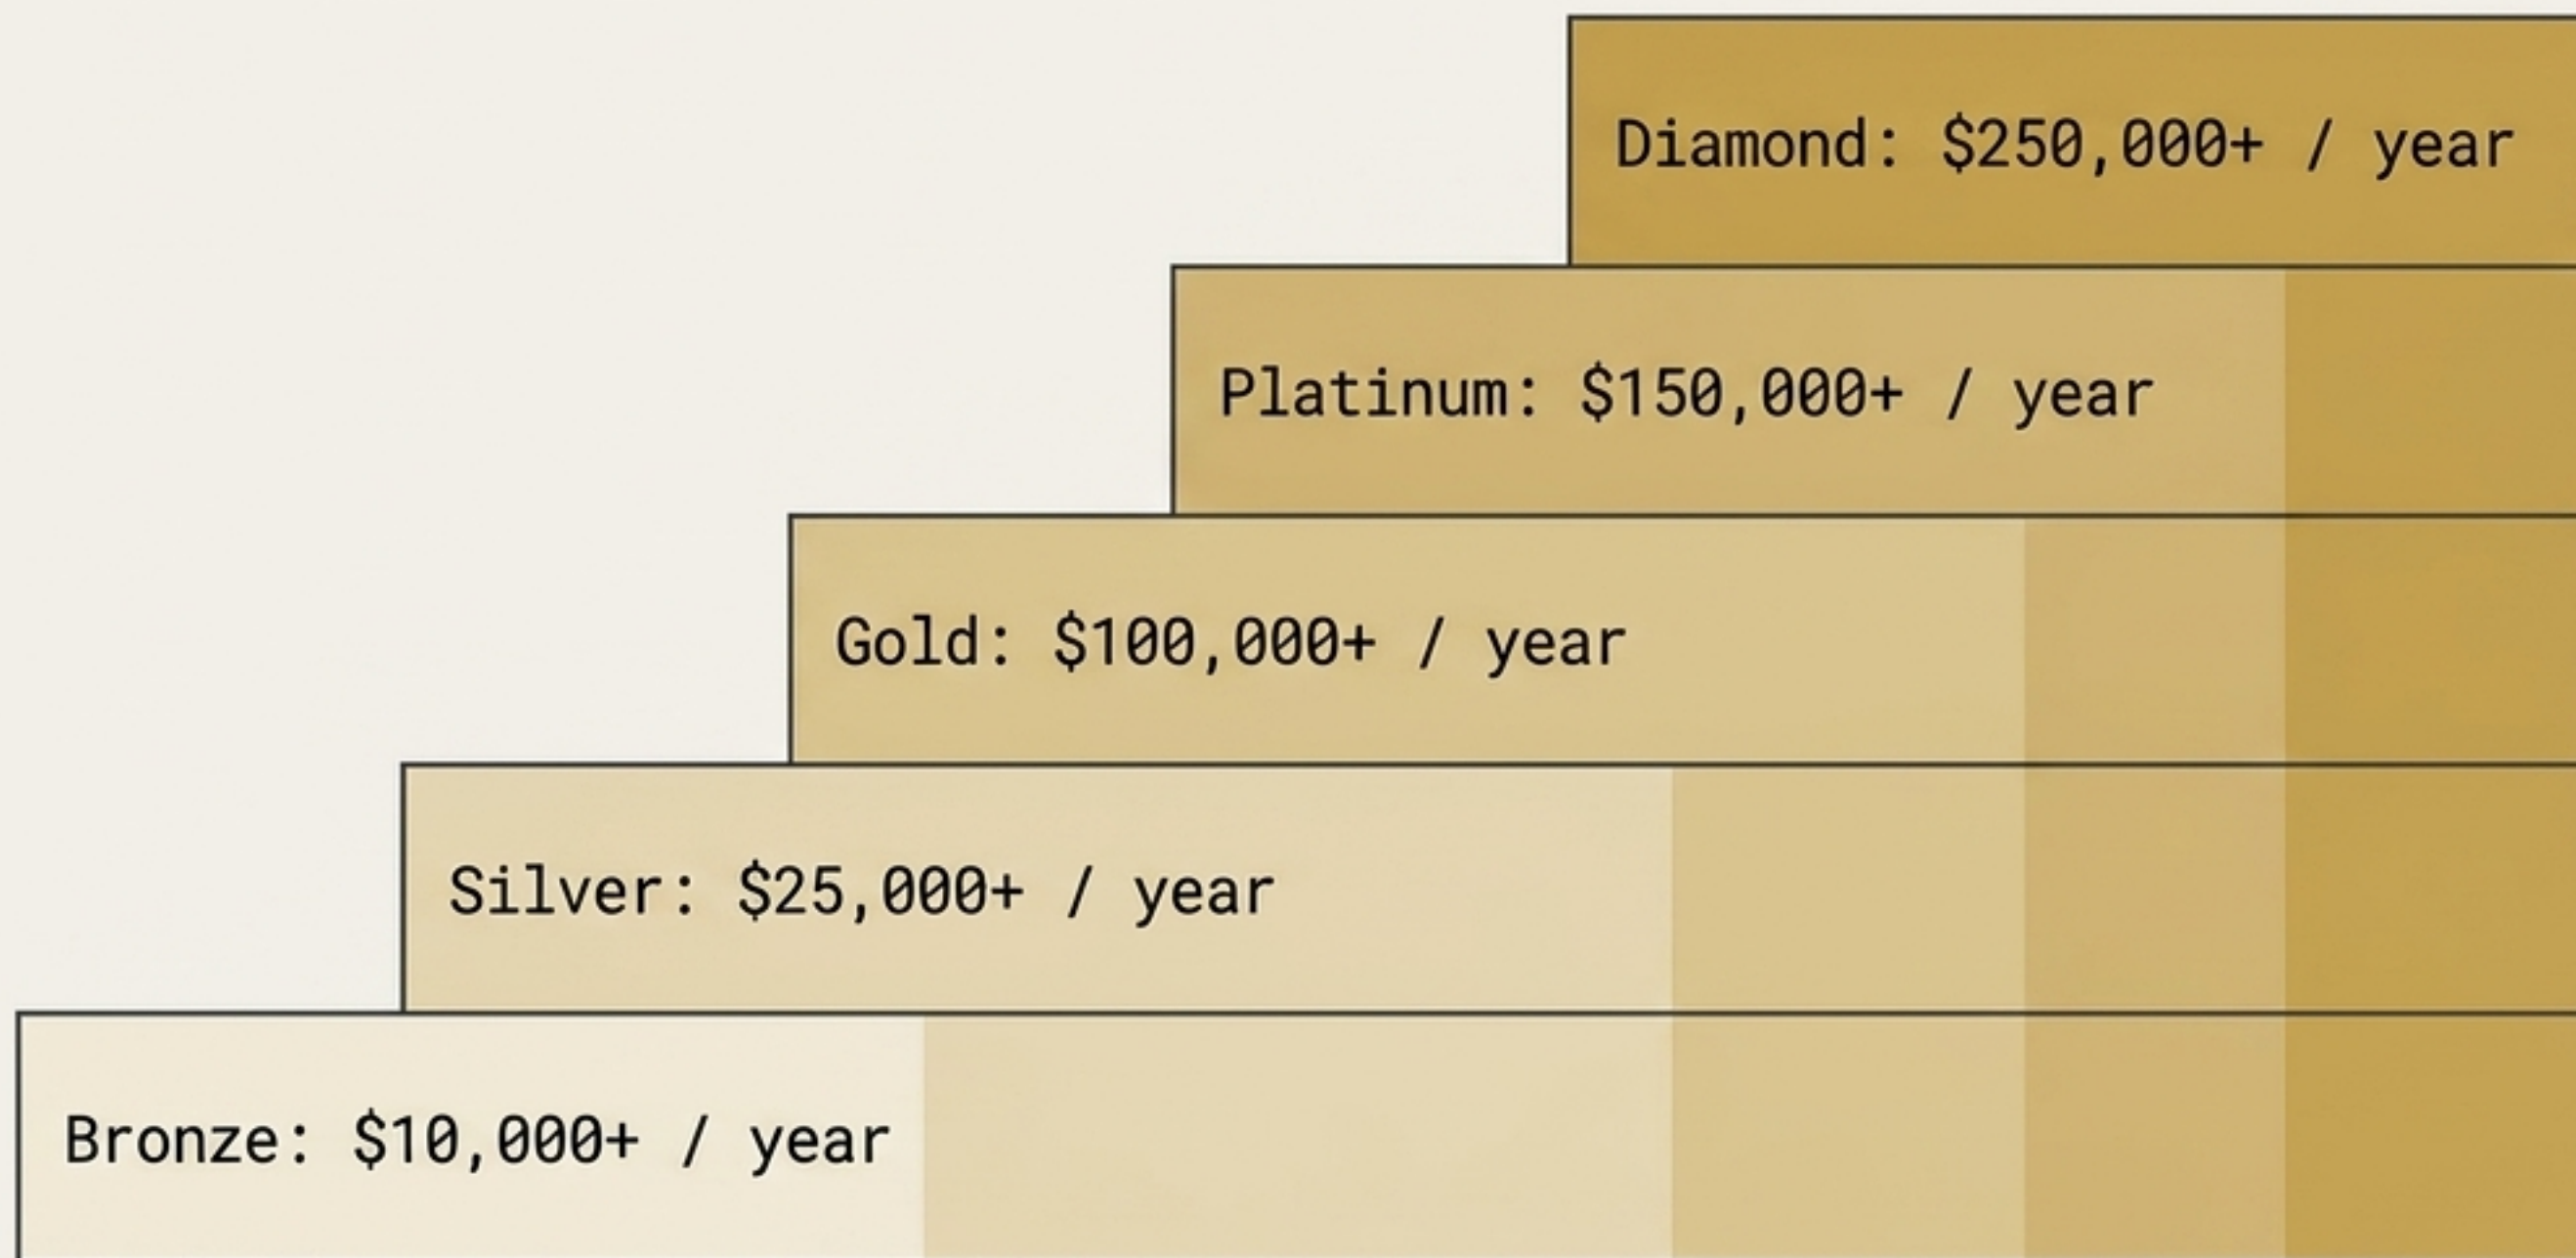 Diamond: $250,000+ / year
Platinum: $150,000+ / year
Gold: $100,000+ / year
Silver: $25,000+ / year
Bronze: $10,000+ / year